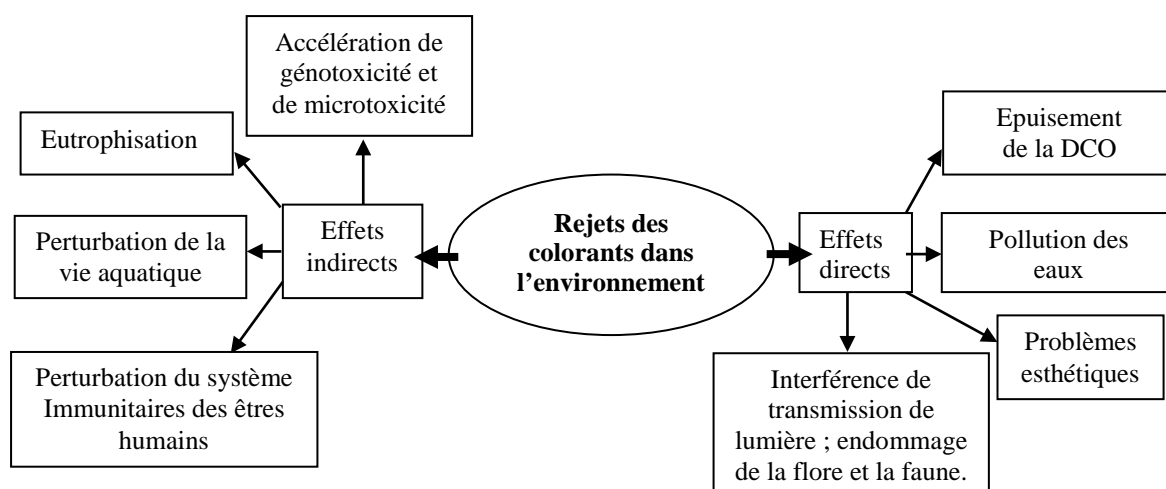 Accélération de
génotoxicité et
de microtoxicité
Eutrophisation
Perturbation de la
vie aquatique
Perturbation du système
Immunitaires des êtres
humains
Effets
indirects
Rejets des
colorants dans
l’environnement
Effets
directs
Epuisement
de la DCO
Pollution des
eaux
Problèmes
esthétiques
Interférence de
transmission de
lumière ; endommage
de la flore et la faune.